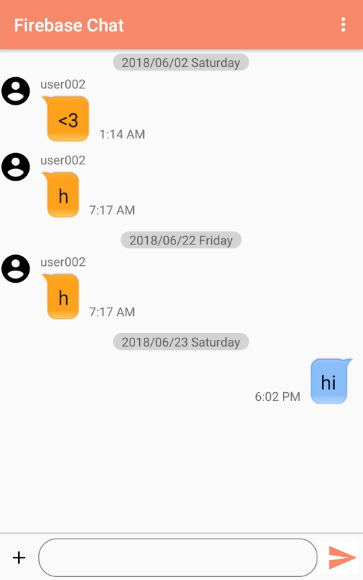 Firebase Chat
2018/06/02 Saturday
user002
<3
1:14 AM
user002
h
7:17 AM
2018/06/22 Friday
user002
h
7:17 AM
2018/06/23 Saturday
hi
6:02 PM